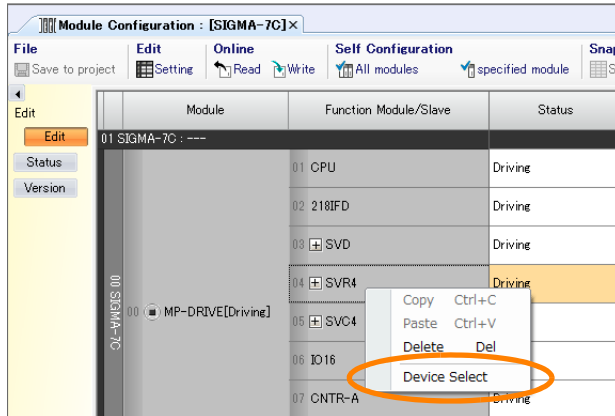 Module Configuration : [SIGMA-7C] ×
File Edit Online Self Configuration Snap
Save to project Setting Read Write All modules specified module S
Edit Module Function Module/Slave Status
Edit 01 SIGMA-7C : ---
Status 01 CPU Driving
Version
02 218IFD Driving
03 + SVD Driving
00 SIGMA-7C
00 MP-DRIVE[Driving]
04 + SVR4 Driving
Copy Ctrl+C
05 + SVC4
Paste Ctrl+V
Delete Del
06 IO16
Device Select
07 CNTR-A Driving